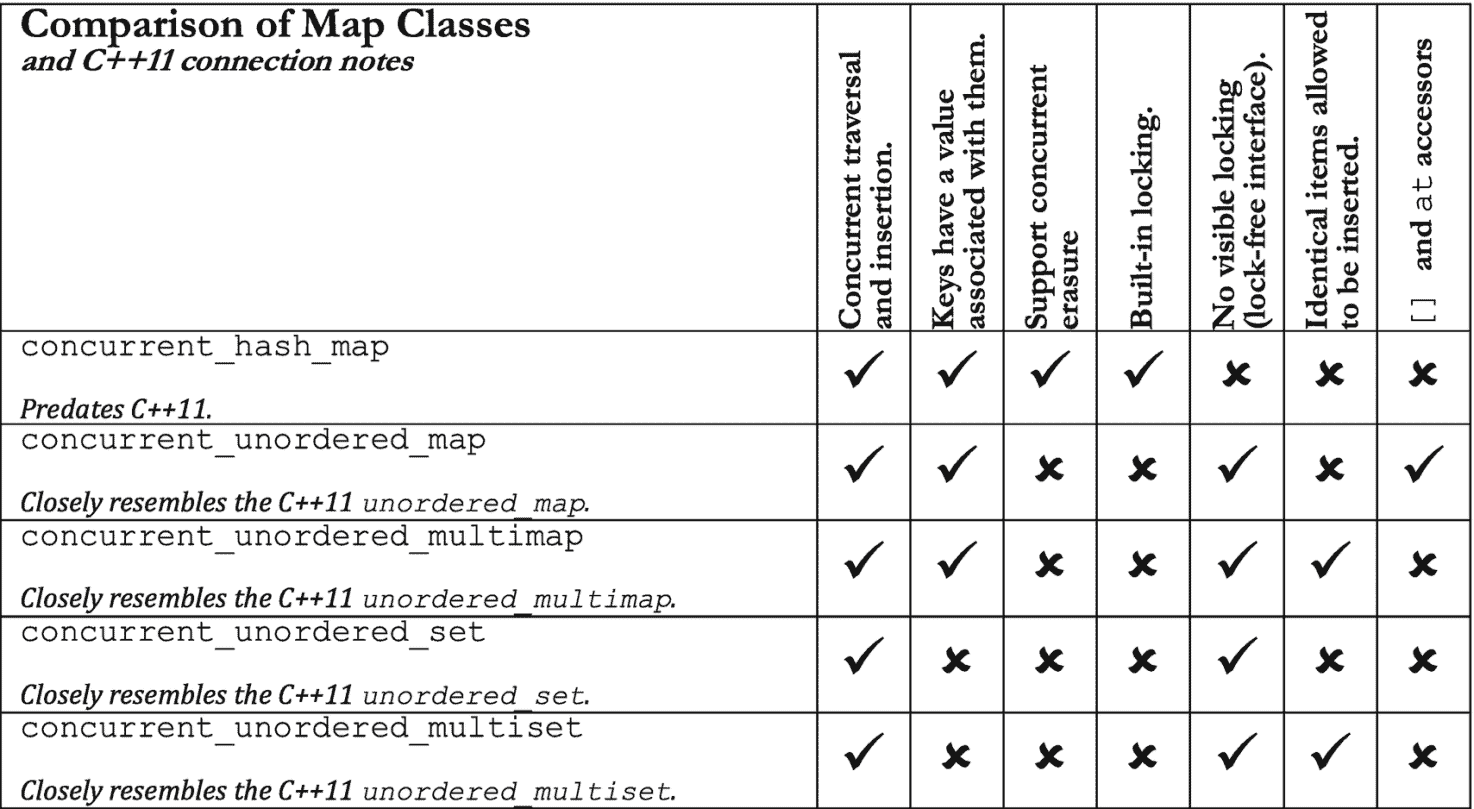 Comparison of Map Classes
and C++11 connection notes
Concurrent traversal
and insertion.
Keys have a value
associated with them.
Support concurrent
erasure
Built-in locking.
No visible locking
(lock-free interface).
Identical items allowed
to be inserted.
[] and at accessors
concurrent_hash_map
✓ ✓ ✓ ✓ ✘ ✘ ✘
Predates C++11.
concurrent_unordered_map
✓ ✓ ✘ ✘ ✓ ✘ ✓
Closely resembles the C++11 unordered_map.
concurrent_unordered_multimap
✓ ✓ ✘ ✘ ✓ ✓ ✘
Closely resembles the C++11 unordered_multimap.
concurrent_unordered_set
✓ ✘ ✘ ✘ ✓ ✘ ✘
Closely resembles the C++11 unordered_set.
concurrent_unordered_multiset
✓ ✘ ✘ ✘ ✓ ✓ ✘
Closely resembles the C++11 unordered_multiset.